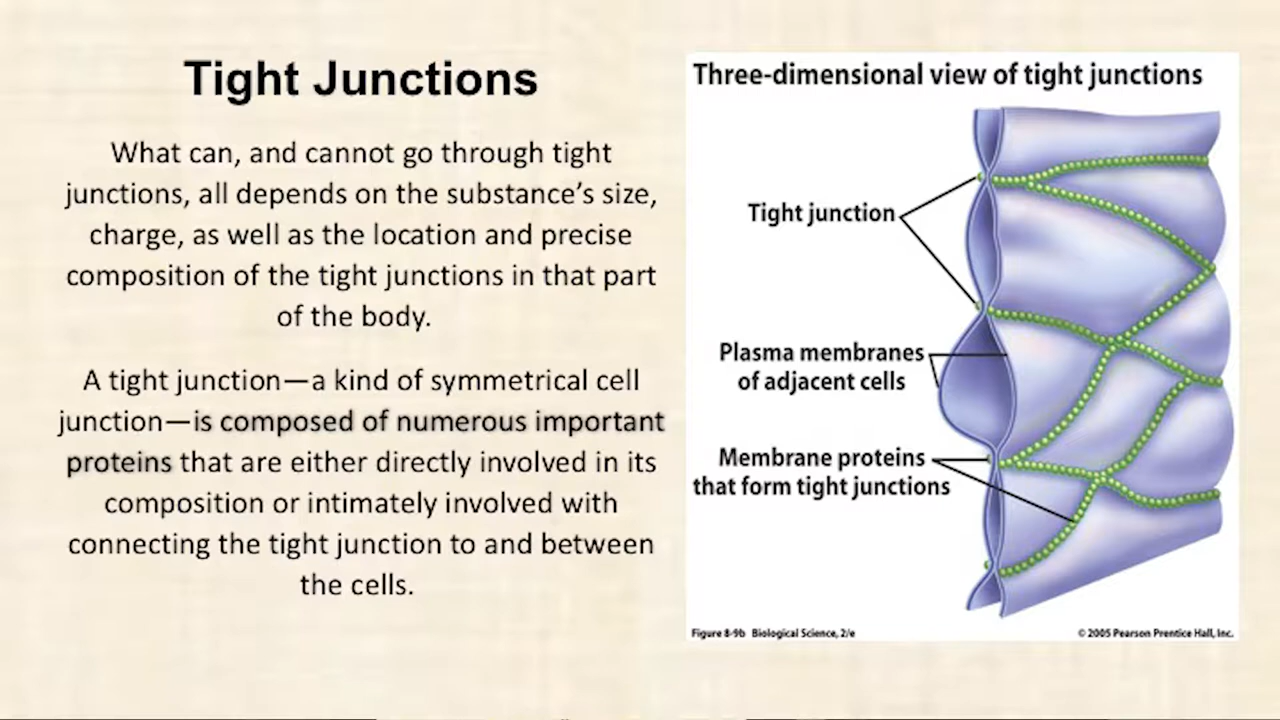 Tight Junctions
What can, and cannot go through tight
junctions, all depends on the substance’s size,
charge, as well as the location and precise
composition of the tight junctions in that part
of the body.
A tight junction—a kind of symmetrical cell
junction—is composed of numerous important
proteins that are either directly involved in its
composition or intimately involved with
connecting the tight junction to and between
the cells.
Three-dimensional view of tight junctions
Tight junction
Plasma membranes
of adjacent cells
Membrane proteins
that form tight junctions
Figure 8-9b Biological Science, 2/e
© 2005 Pearson Prentice Hall, Inc.